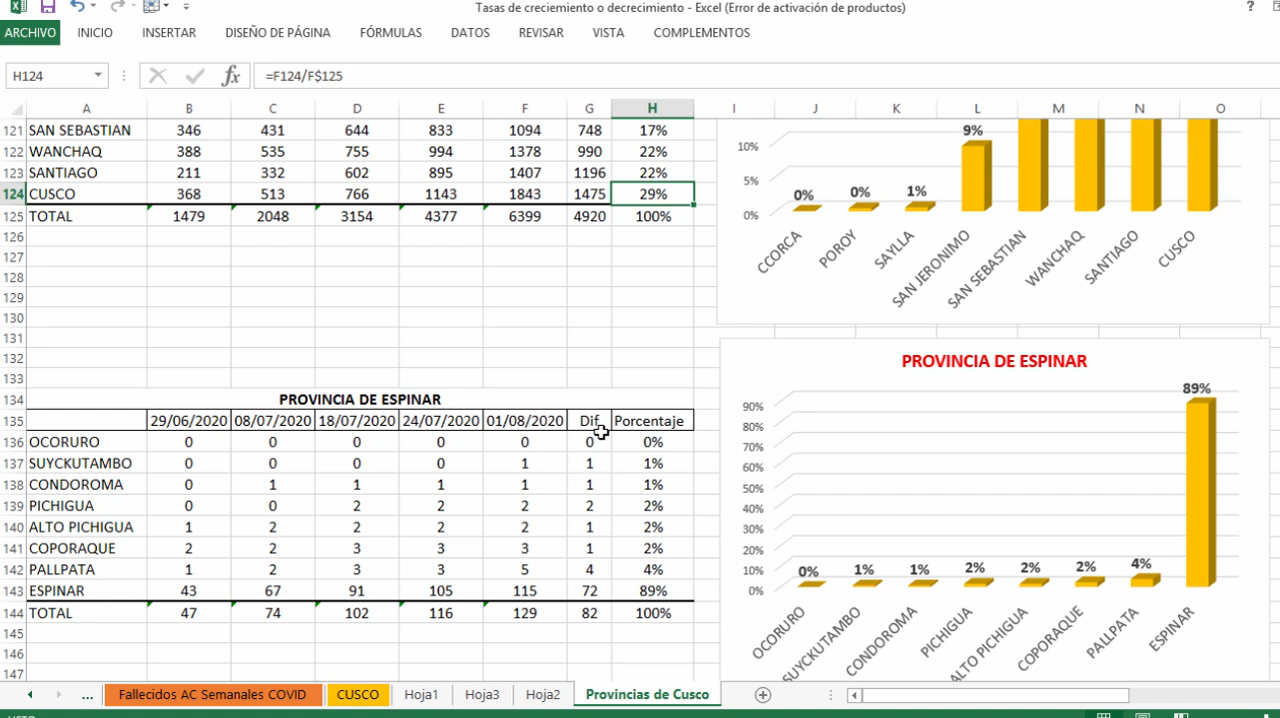 Tasas de creciemiento o decrecimiento - Excel (Error de activación de productos)
?
ARCHIVO INICIO INSERTAR DISEÑO DE PÁGINA FÓRMULAS DATOS REVISAR VISTA COMPLEMENTOS
H124 fx =F124/F$125
A B C D E F G H I J K L M N O
121 SAN SEBASTIAN 346 431 644 833 1094 748 17%
122 WANCHAQ 388 535 755 994 1378 990 22%
123 SANTIAGO 211 332 602 895 1407 1196 22%
124 CUSCO 368 513 766 1143 1843 1475 29%
125 TOTAL 1479 2048 3154 4377 6399 4920 100%
126
127
128
129
130
131
132
133
134 PROVINCIA DE ESPINAR
135 29/06/2020 08/07/2020 18/07/2020 24/07/2020 01/08/2020 Dif. Porcentaje
136 OCORURO 0 0 0 0 0 0 0%
137 SUYCKUTAMBO 0 0 0 0 1 1 1%
138 CONDOROMA 0 1 1 1 1 1 1%
139 PICHIGUA 0 0 2 2 2 2 2%
140 ALTO PICHIGUA 1 2 2 2 2 1 2%
141 COPORAQUE 2 2 3 3 3 1 2%
142 PALLPATA 1 2 3 3 5 4 4%
143 ESPINAR 43 67 91 105 115 72 89%
144 TOTAL 47 74 102 116 129 82 100%
145
146
147
10%
5%
0%
0% 0% 1% 9%
CCORCA POROY SAYLLA SAN JERONIMO SAN SEBASTIAN WANCHAQ SANTIAGO CUSCO
PROVINCIA DE ESPINAR
90%
80%
70%
60%
50%
40%
30%
20%
10%
0%
0% 1% 1% 2% 2% 2% 4% 89%
OCORURO SUYCKUTAMBO CONDOROMA PICHIGUA ALTO PICHIGUA COPORAQUE PALLPATA ESPINAR
... Fallecidos AC Semanales COVID CUSCO Hoja1 Hoja3 Hoja2 Provincias de Cusco